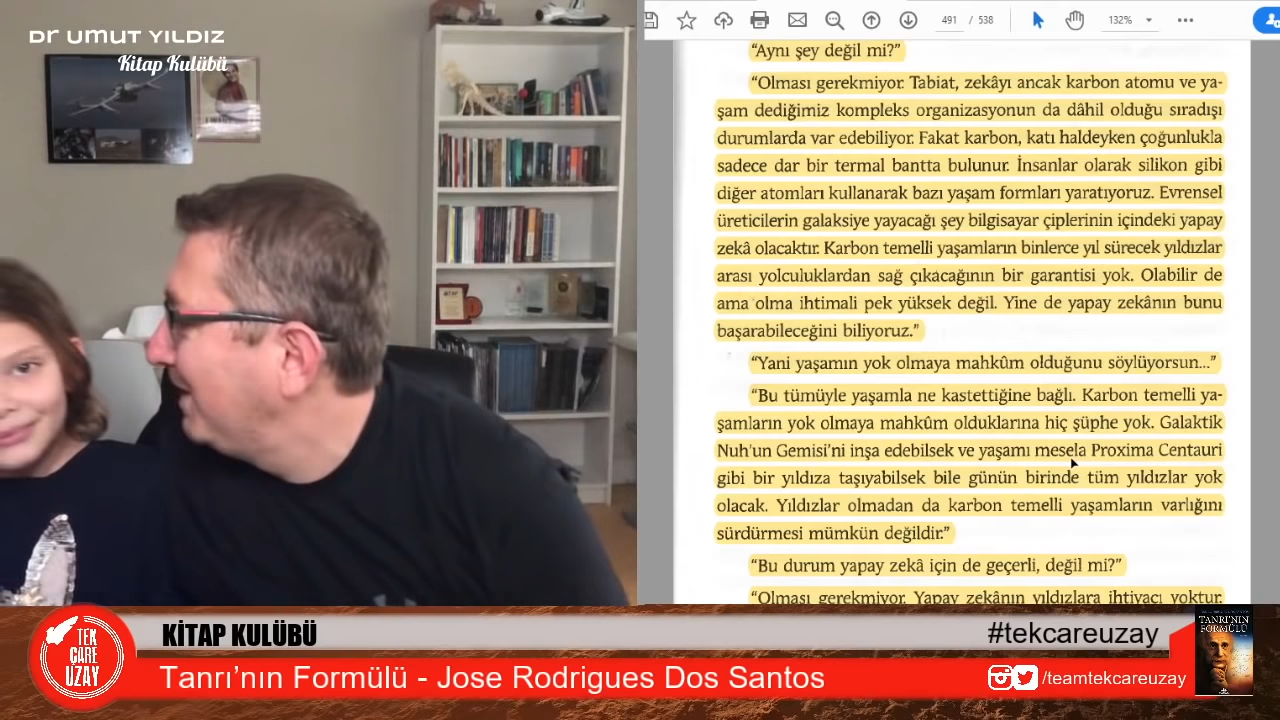 Dr UMUT YILDIZ
Kitap Kulübü
491 / 538
132%
“Aynı şey değil mi?”
“Olması gerekmiyor. Tabiat, zekâyı ancak karbon atomu ve ya-
şam dediğimiz kompleks organizasyonun da dâhil olduğu sıradışı
durumlarda var edebiliyor. Fakat karbon, katı haldeyken çoğunlukla
sadece dar bir termal bantta bulunur. İnsanlar olarak silikon gibi
diğer atomları kullanarak bazı yaşam formları yaratıyoruz. Evrensel
üreticilerin galaksiye yayacağı şey bilgisayar çiplerinin içindeki yapay
zekâ olacaktır. Karbon temelli yaşamların binlerce yıl sürecek yıldızlar
arası yolculuklardan sağ çıkacağının bir garantisi yok. Olabilir de
ama olma ihtimali pek yüksek değil. Yine de yapay zekânın bunu
başarabileceğini biliyoruz.”
“Yani yaşamın yok olmaya mahkûm olduğunu söylüyorsun...”
“Bu tümüyle yaşamla ne kastettiğine bağlı. Karbon temelli ya-
şamların yok olmaya mahkûm olduklarına hiç şüphe yok. Galaktik
Nuh'un Gemisi'ni inşa edebilsek ve yaşamı mesela Proxima Centauri
gibi bir yıldıza taşıyabilsek bile günün birinde tüm yıldızlar yok
olacak. Yıldızlar olmadan da karbon temelli yaşamların varlığını
sürdürmesi mümkün değildir.”
“Bu durum yapay zekâ için de geçerli, değil mi?”
“Olması gerekmiyor. Yapay zekânın yıldızlara ihtiyacı yoktur.
TEK
ÇARE
UZAY
KİTAP KULÜBÜ
#tekcareuzay
Tanrı’nın Formülü - Jose Rodrigues Dos Santos
/teamtekcareuzay
TANRI'NIN
FORMÜLÜ